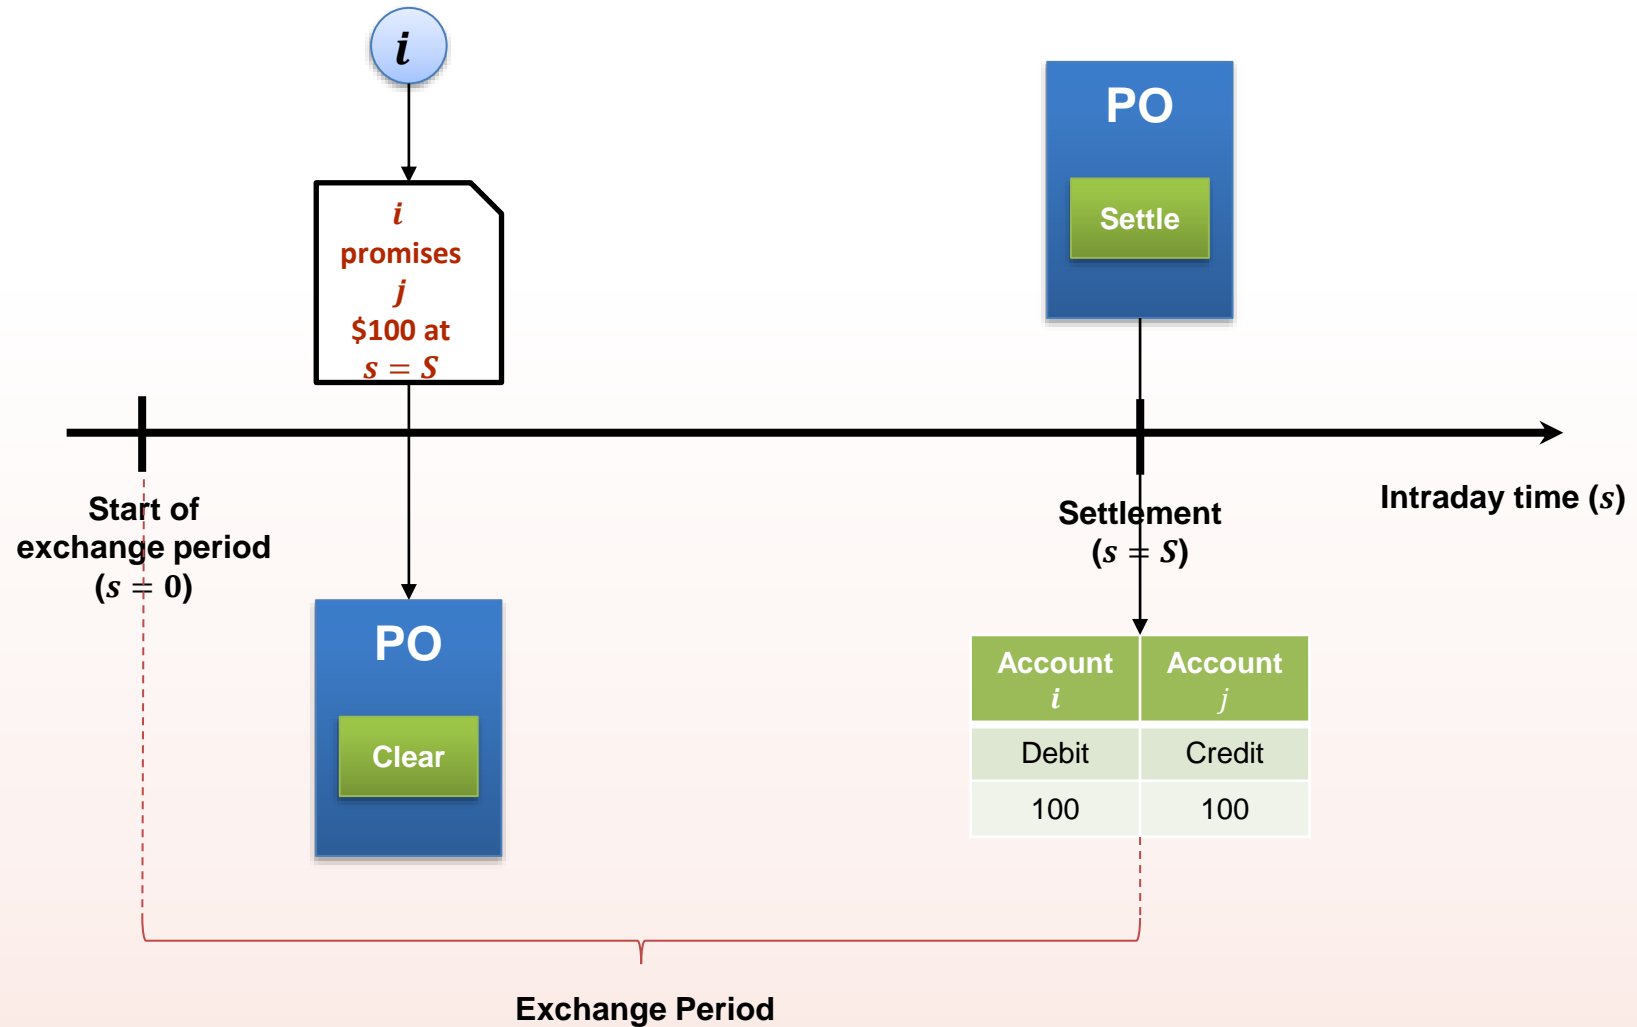 i
i
promises
j
$100 at
s = S
PO
Settle
Start of
exchange period
(s = 0)
Settlement
(s = S)
Intraday time (s)
PO
Clear
Account i
Account j
Debit
Credit
100
100
Exchange Period